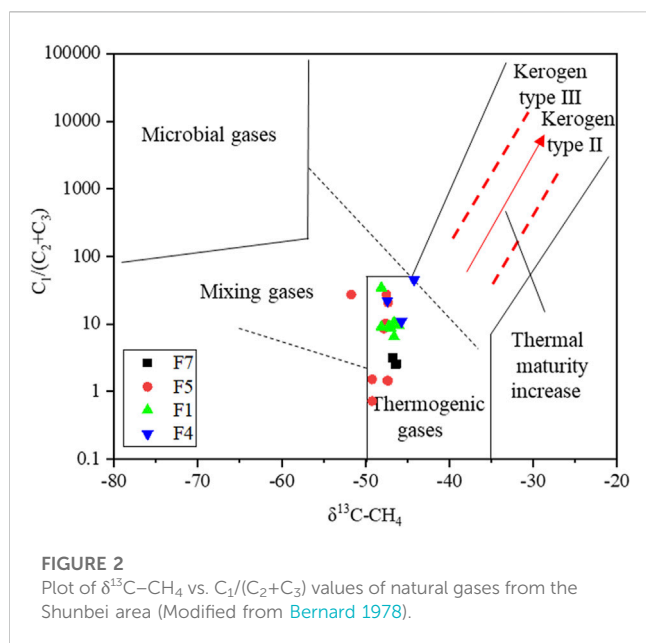 100000
10000
1000
100
10
1
0.1
C₁/(C₂+C₃)
Kerogen
type III
Kerogen
type II
Microbial gases
Mixing gases
Thermal
maturity
increase
Thermogenic
gases
F7
F5
F1
F4
-80 -70 -60 -50 -40 -30 -20
δ¹³C-CH₄
FIGURE 2
Plot of δ¹³C–CH₄ vs. C₁/(C₂+C₃) values of natural gases from the
Shunbei area (Modified from Bernard 1978).